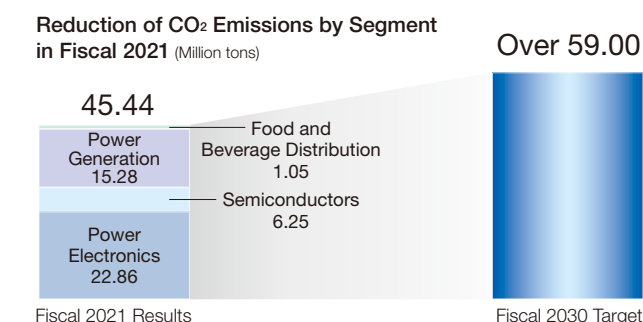 Reduction of CO₂ Emissions by Segment
in Fiscal 2021 (Million tons)
Over 59.00
45.44
Power
Generation
15.28
Food and
Beverage Distribution
1.05
Semiconductors
6.25
Power
Electronics
22.86
Fiscal 2021 Results
Fiscal 2030 Target